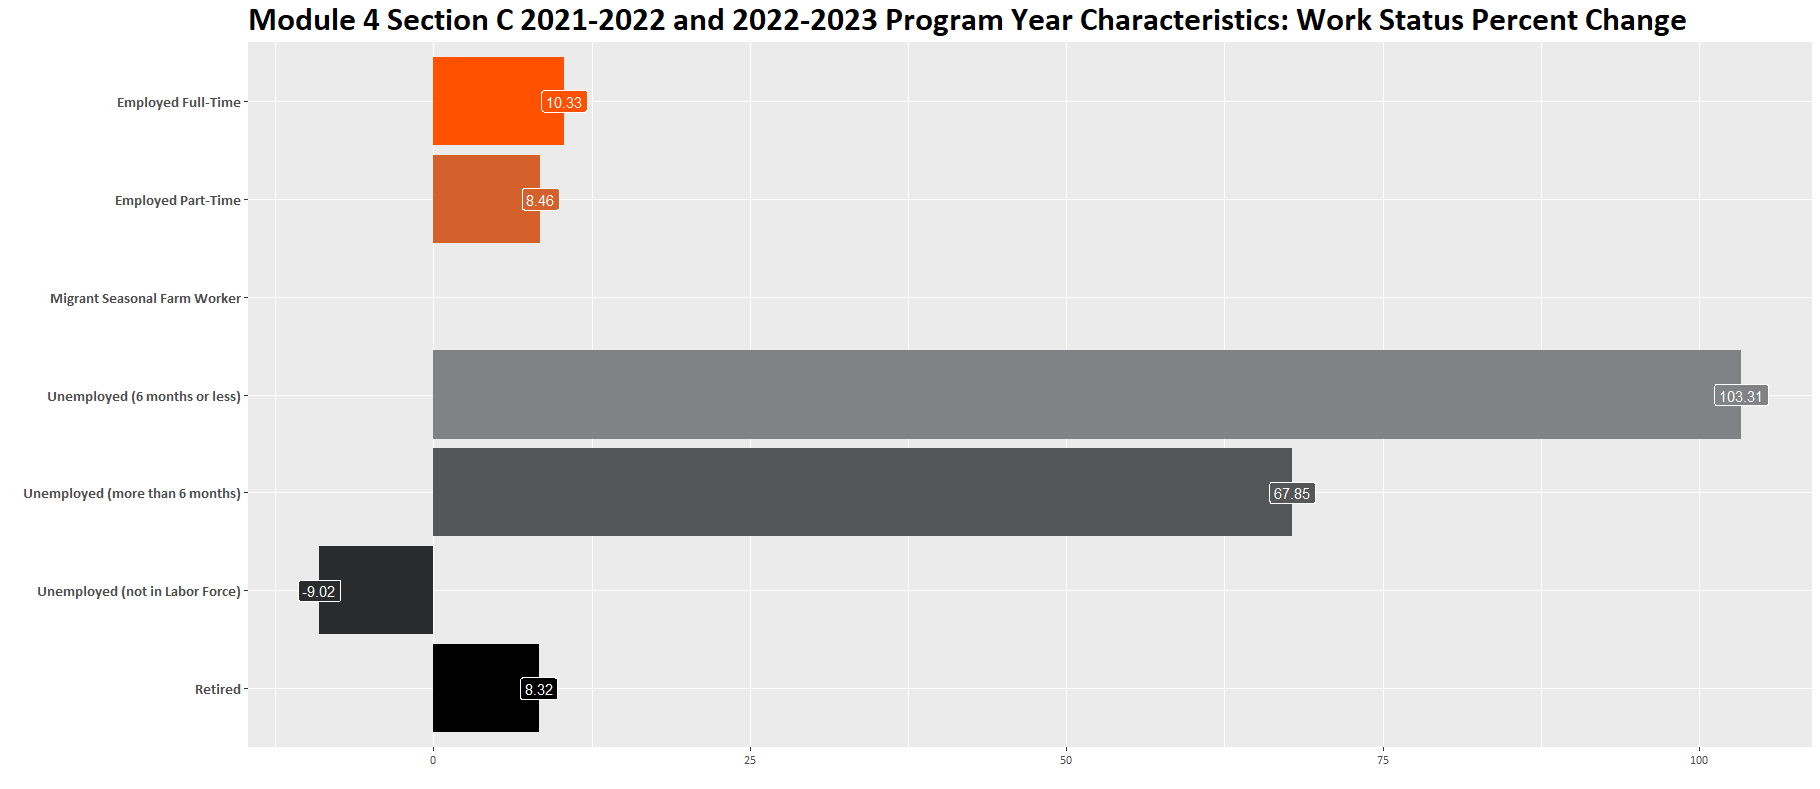 Module 4 Section C 2021-2022 and 2022-2023 Program Year Characteristics: Work Status Percent Change
Employed Full-Time
10.33
Employed Part-Time
8.46
Migrant Seasonal Farm Worker
Unemployed (6 months or less)
103.31
Unemployed (more than 6 months)
67.85
Unemployed (not in Labor Force)
-9.02
Retired
8.32
0 25 50 75 100